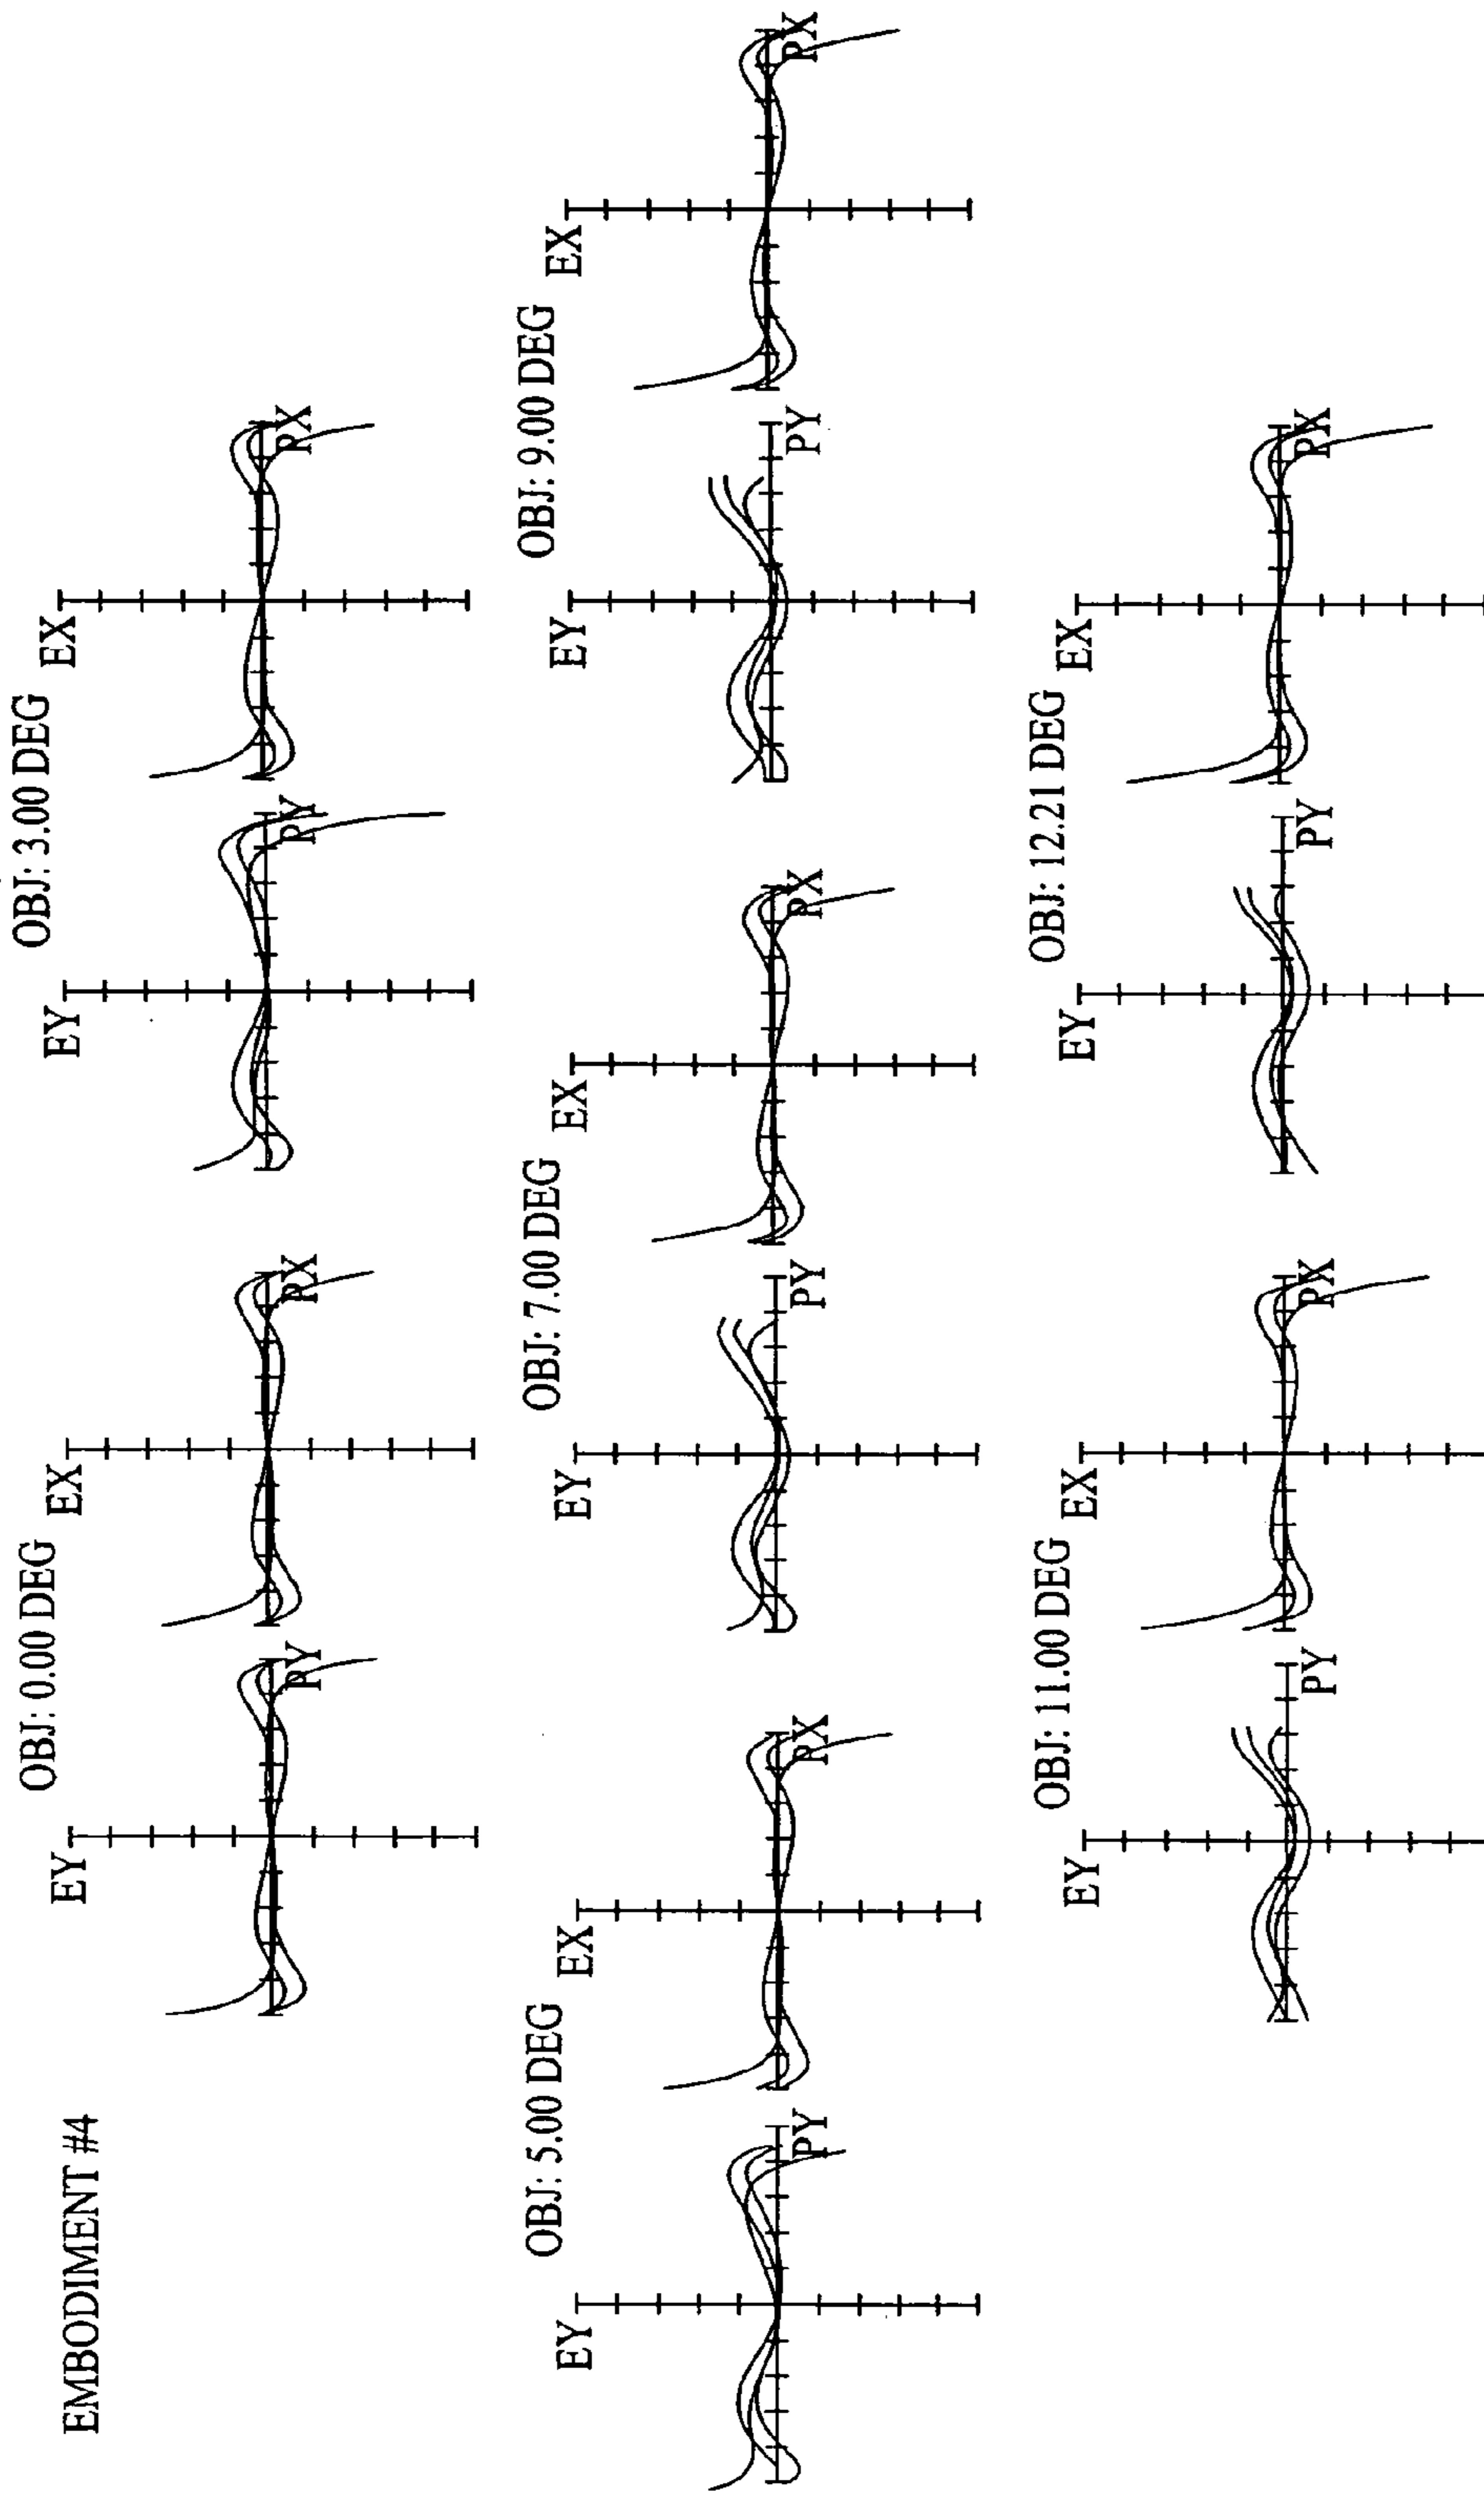 EMBODIMENT #4
OBJ: 0.00 DEG
EY
PY
EX
PX
OBJ: 3.00 DEG
EY
PY
EX
PX
OBJ: 5.00 DEG
EY
PY
EX
PX
OBJ: 7.00 DEG
EY
PY
EX
PX
OBJ: 9.00 DEG
EY
PY
EX
PX
OBJ: 11.00 DEG
EY
PY
EX
PX
OBJ: 12.21 DEG
EY
PY
EX
PX